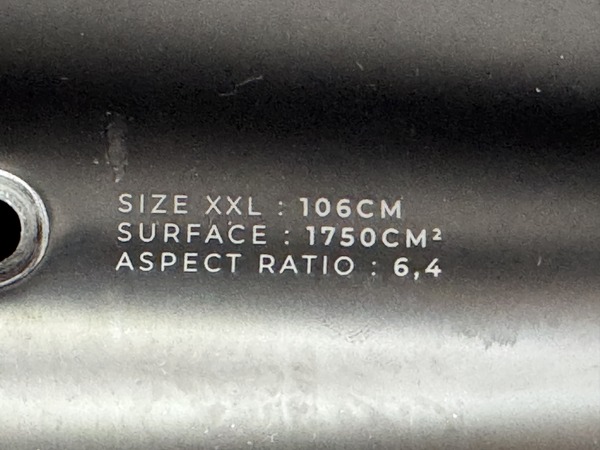 SIZE XXL : 106CM
SURFACE : 1750CM²
ASPECT RATIO : 6,4